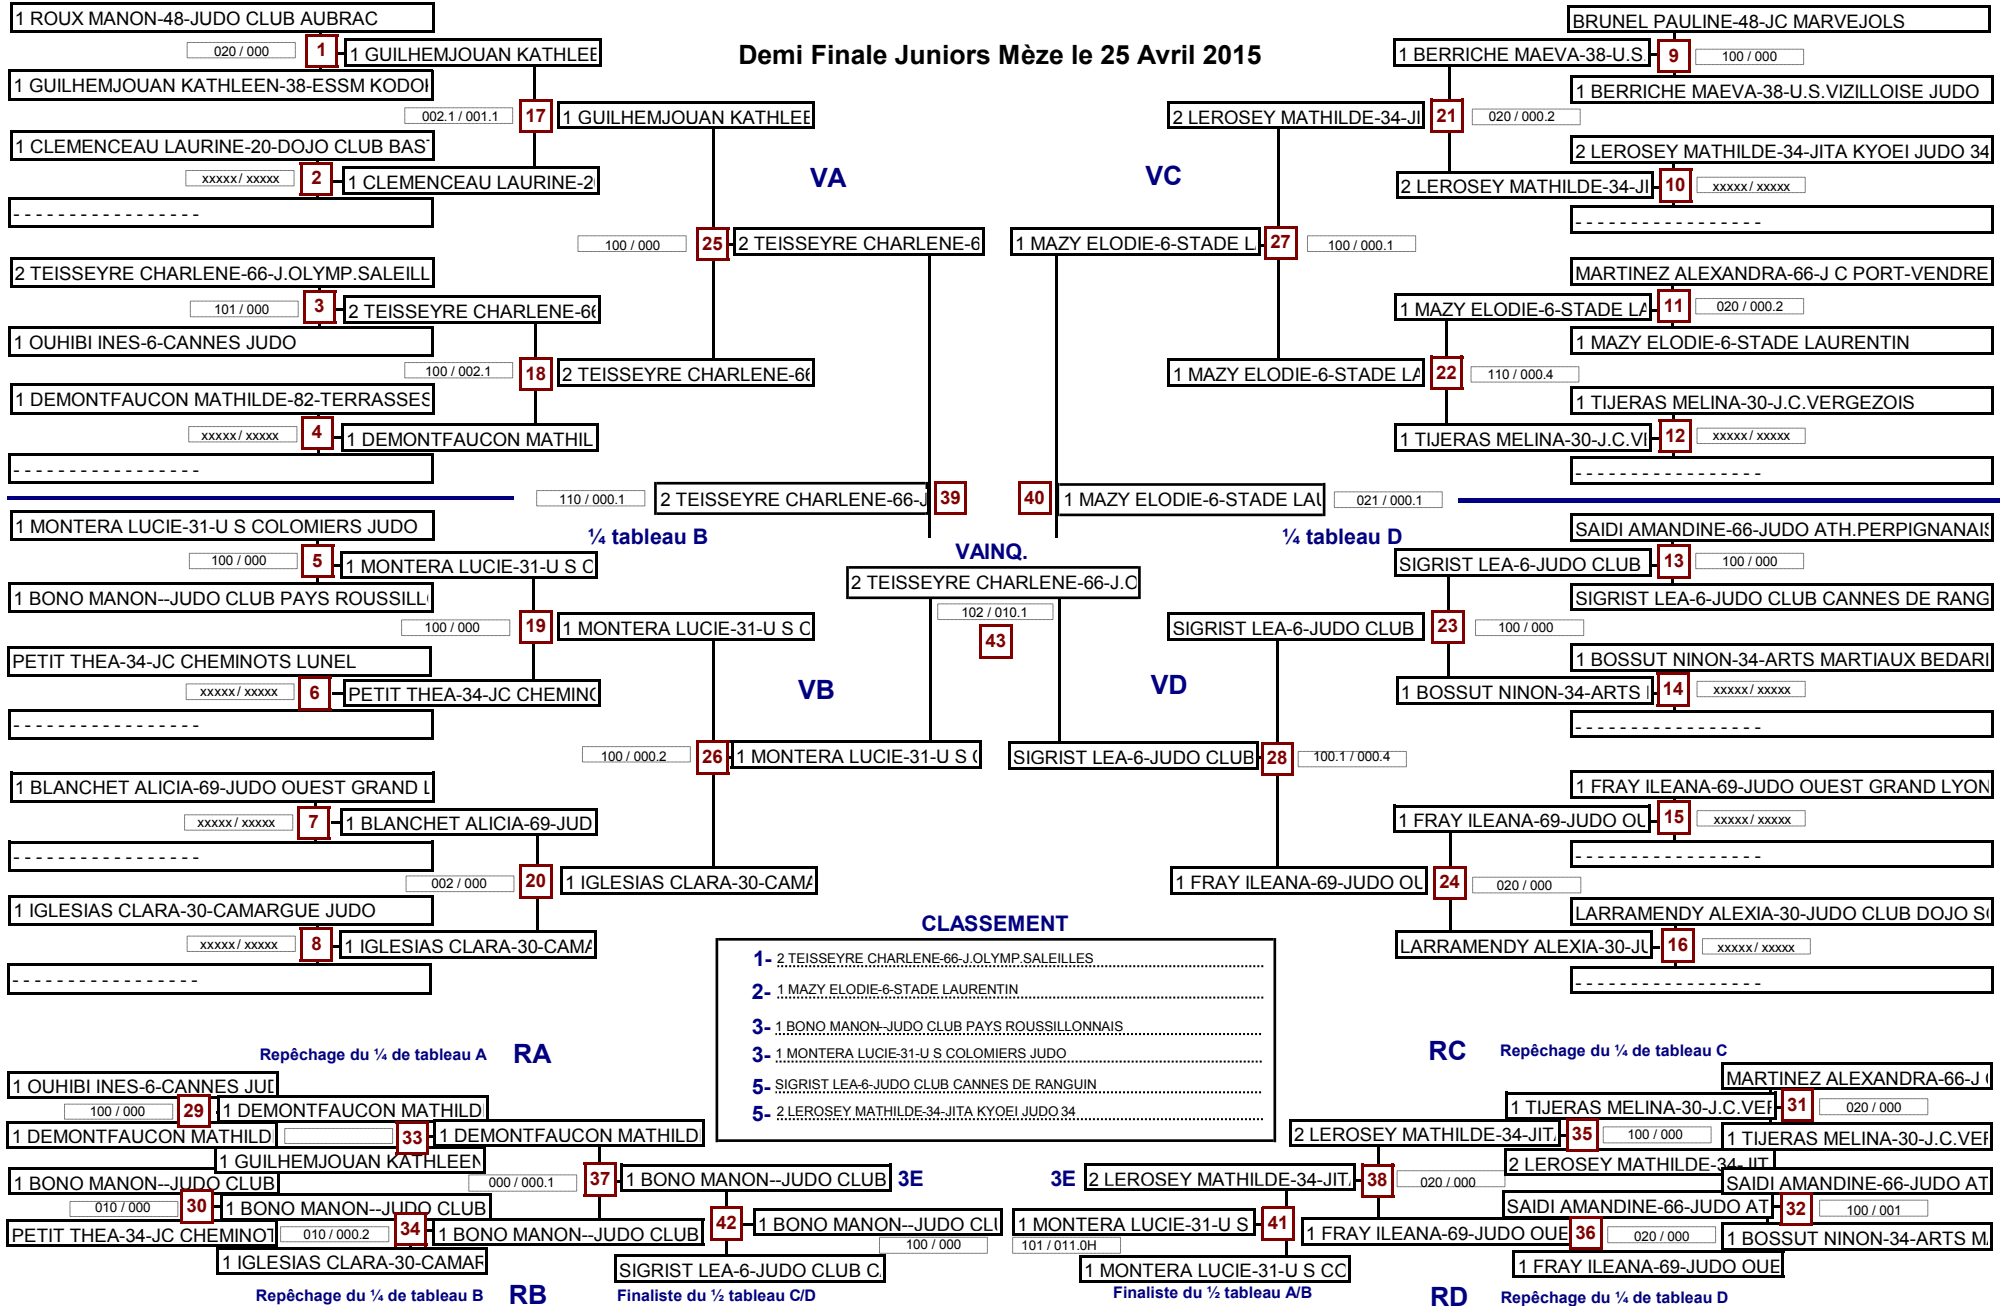 Demi Finale Juniors Mèze le 25 Avril 2015
1 ROUX MANON-48-JUDO CLUB AUBRAC
020 / 000
1
1 GUILHEMJOUAN KATHLEE
1 GUILHEMJOUAN KATHLEEN-38-ESSM KODOK
002.1 / 001.1
17
1 GUILHEMJOUAN KATHLEE
1 CLEMENCEAU LAURINE-20-DOJO CLUB BAST
xxxxx / xxxxx
2
1 CLEMENCEAU LAURINE-2
- - - - - - - - - - - - - - - - -
VA
100 / 000
25
2 TEISSEYRE CHARLENE-6
2 TEISSEYRE CHARLENE-66-J.OLYMP.SALEILL
101 / 000
3
2 TEISSEYRE CHARLENE-66
1 OUHIBI INES-6-CANNES JUDO
100 / 002.1
18
2 TEISSEYRE CHARLENE-66
1 DEMONTFAUCON MATHILDE-82-TERRASSES
xxxxx / xxxxx
4
1 DEMONTFAUCON MATHIL
- - - - - - - - - - - - - - - - -
110 / 000.1
2 TEISSEYRE CHARLENE-66-J
39
¼ tableau B
1 MONTERA LUCIE-31-U S COLOMIERS JUDO
100 / 000
5
1 MONTERA LUCIE-31-U S C
1 BONO MANON--JUDO CLUB PAYS ROUSSILL
100 / 000
19
1 MONTERA LUCIE-31-U S C
PETIT THEA-34-JC CHEMINOTS LUNEL
xxxxx / xxxxx
6
PETIT THEA-34-JC CHEMINO
- - - - - - - - - - - - - - - - -
VB
100 / 000.2
26
1 MONTERA LUCIE-31-U S
1 BLANCHET ALICIA-69-JUDO OUEST GRAND L
xxxxx / xxxxx
7
1 BLANCHET ALICIA-69-JUD
- - - - - - - - - - - - - - - - -
002 / 000
20
1 IGLESIAS CLARA-30-CAMA
1 IGLESIAS CLARA-30-CAMARGUE JUDO
xxxxx / xxxxx
8
1 IGLESIAS CLARA-30-CAMA
- - - - - - - - - - - - - - - - -
VAINQ.
2 TEISSEYRE CHARLENE-66-J.O
102 / 010.1
43
BRUNEL PAULINE-48-JC MARVEJOLS
1 BERRICHE MAEVA-38-U.S.
9
100 / 000
1 BERRICHE MAEVA-38-U.S.VIZILLOISE JUDO
2 LEROSEY MATHILDE-34-JI
21
020 / 000.2
2 LEROSEY MATHILDE-34-JITA KYOEI JUDO 34
2 LEROSEY MATHILDE-34-JI
10
xxxxx / xxxxx
- - - - - - - - - - - - - - - - -
VC
1 MAZY ELODIE-6-STADE L
27
100 / 000.1
MARTINEZ ALEXANDRA-66-J C PORT-VENDRE
1 MAZY ELODIE-6-STADE LA
11
020 / 000.2
1 MAZY ELODIE-6-STADE LAURENTIN
1 MAZY ELODIE-6-STADE LA
22
110 / 000.4
1 TIJERAS MELINA-30-J.C.VERGEZOIS
1 TIJERAS MELINA-30-J.C.VE
12
xxxxx / xxxxx
- - - - - - - - - - - - - - - - -
40
1 MAZY ELODIE-6-STADE LAU
021 / 000.1
¼ tableau D
SAIDI AMANDINE-66-JUDO ATH.PERPIGNANAIS
SIGRIST LEA-6-JUDO CLUB
13
100 / 000
SIGRIST LEA-6-JUDO CLUB CANNES DE RANG
SIGRIST LEA-6-JUDO CLUB
23
100 / 000
1 BOSSUT NINON-34-ARTS MARTIAUX BEDARI
1 BOSSUT NINON-34-ARTS
14
xxxxx / xxxxx
- - - - - - - - - - - - - - - - -
VD
SIGRIST LEA-6-JUDO CLUB
28
100.1 / 000.4
1 FRAY ILEANA-69-JUDO OUEST GRAND LYON
1 FRAY ILEANA-69-JUDO OU
15
xxxxx / xxxxx
- - - - - - - - - - - - - - - - -
1 FRAY ILEANA-69-JUDO OU
24
020 / 000
LARRAMENDY ALEXIA-30-JUDO CLUB DOJO S
LARRAMENDY ALEXIA-30-JU
16
xxxxx / xxxxx
- - - - - - - - - - - - - - - - -
CLASSEMENT
1- 2 TEISSEYRE CHARLENE-66-J.OLYMP.SALEILLES
2- 1 MAZY ELODIE-6-STADE LAURENTIN
3- 1 BONO MANON--JUDO CLUB PAYS ROUSSILLONNAIS
3- 1 MONTERA LUCIE-31-U S COLOMIERS JUDO
5- SIGRIST LEA-6-JUDO CLUB CANNES DE RANGUIN
5- 2 LEROSEY MATHILDE-34-JITA KYOEI JUDO 34
Repêchage du ¼ de tableau A RA
1 OUHIBI INES-6-CANNES JUD
100 / 000
29
1 DEMONTFAUCON MATHILD
1 DEMONTFAUCON MATHILD
33
1 DEMONTFAUCON MATHILD
1 GUILHEMJOUAN KATHLEEN
1 BONO MANON--JUDO CLUB
000 / 000.1
37
1 BONO MANON--JUDO CLUB
3E
010 / 000
30
1 BONO MANON--JUDO CLUB
PETIT THEA-34-JC CHEMINOT
010 / 000.2
34
1 BONO MANON--JUDO CLUB
1 IGLESIAS CLARA-30-CAMAR
42
1 BONO MANON--JUDO CLU
100 / 000
SIGRIST LEA-6-JUDO CLUB C
Repêchage du ¼ de tableau B RB
Finaliste du ½ tableau C/D
RC Repêchage du ¼ de tableau C
MARTINEZ ALEXANDRA-66-J
1 TIJERAS MELINA-30-J.C.VER
31
020 / 000
2 LEROSEY MATHILDE-34-JIT
35
100 / 000
1 TIJERAS MELINA-30-J.C.VER
2 LEROSEY MATHILDE-34-JIT
3E
2 LEROSEY MATHILDE-34-JIT
38
020 / 000
SAIDI AMANDINE-66-JUDO AT
SAIDI AMANDINE-66-JUDO AT
32
100 / 001
1 MONTERA LUCIE-31-U S
41
1 FRAY ILEANA-69-JUDO OUE
36
020 / 000
1 BOSSUT NINON-34-ARTS M
101 / 011.0H
1 MONTERA LUCIE-31-U S CO
1 FRAY ILEANA-69-JUDO OUE
Finaliste du ½ tableau A/B
RD Repêchage du ¼ de tableau D